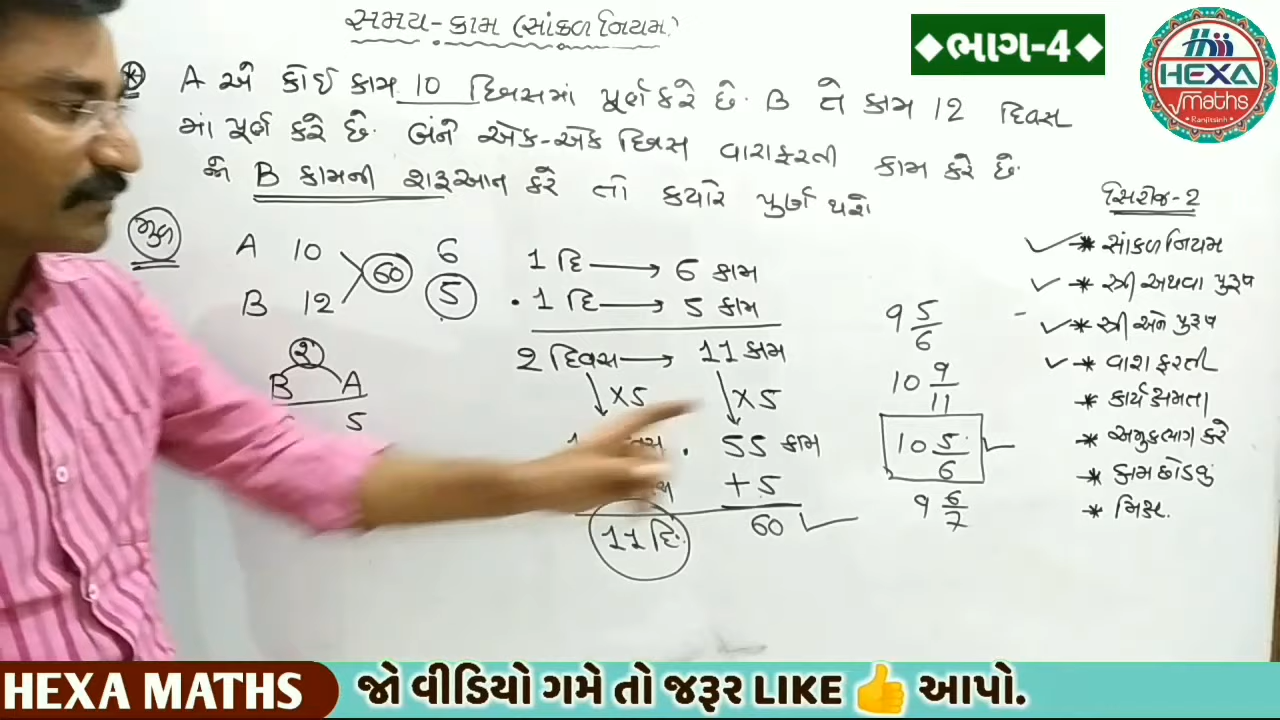 સમય-કામ (સાંકળ નિયમ)
◆ભાગ-4◆
HEXA
√maths
• Ranjitsinh •
* A એ કોઈ કામ 10 દિવસમાં પૂર્ણ કરે છે. B તે કામ 12 દિવસ
માં પૂર્ણ કરે છે. બંને એક-એક દિવસ વારાફરતી કામ કરે છે.
જો B કામની શરૂઆત કરે તો કયારે પુર્ણ થશે
મુળ
A 10 60 6
B 12 5
2
B A
5
1 દિ → 6 કામ
. 1 દિ → 5 કામ
2 દિવસ → 11 કામ
×5 ×5
55 કામ
+5
11 દિ. 60 ✓
9 5/6
10 9/11
10 5/6 ✓
9 6/7
સિરીજ-2
✓ * સાંકળ નિયમ
✓ * સ્ત્રી અથવા પુરૂષ
✓ * સ્ત્રી અને પુરૂષ
✓ * વારા ફરતી
* કાર્ય ક્ષમતા
* અમુક ભાગ કરે
* કામ છોડવું
* મિક્સ.
HEXA MATHS જો વીડિયો ગમે તો જરૂર LIKE 👍 આપો.